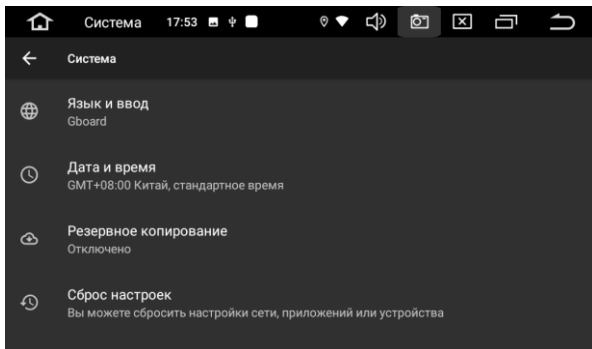 Система 17:53
Система
Язык и ввод
Gboard
Дата и время
GMT+08:00 Китай, стандартное время
Резервное копирование
Отключено
Сброс настроек
Вы можете сбросить настройки сети, приложений или устройства